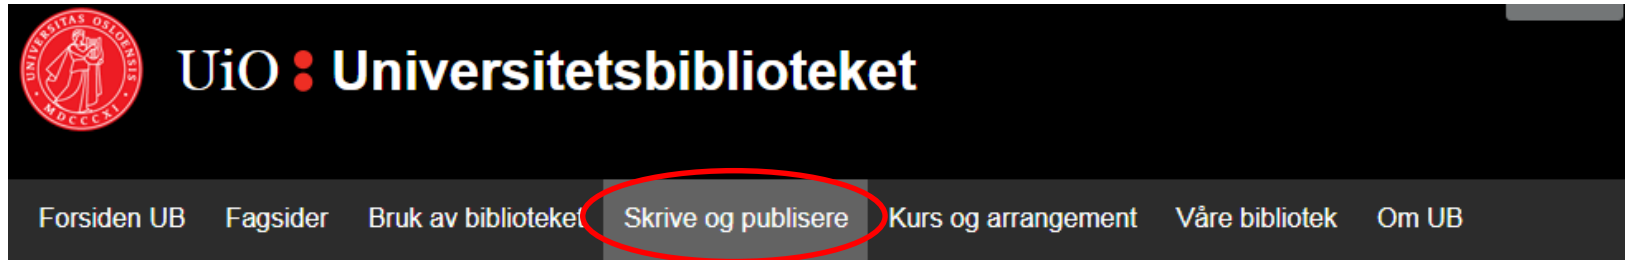 UNIVERSITAS OSLOENSIS
MDCCCXI
UiO : Universitetsbiblioteket
Forsiden UB Fagsider Bruk av biblioteket Skrive og publisere Kurs og arrangement Våre bibliotek Om UB